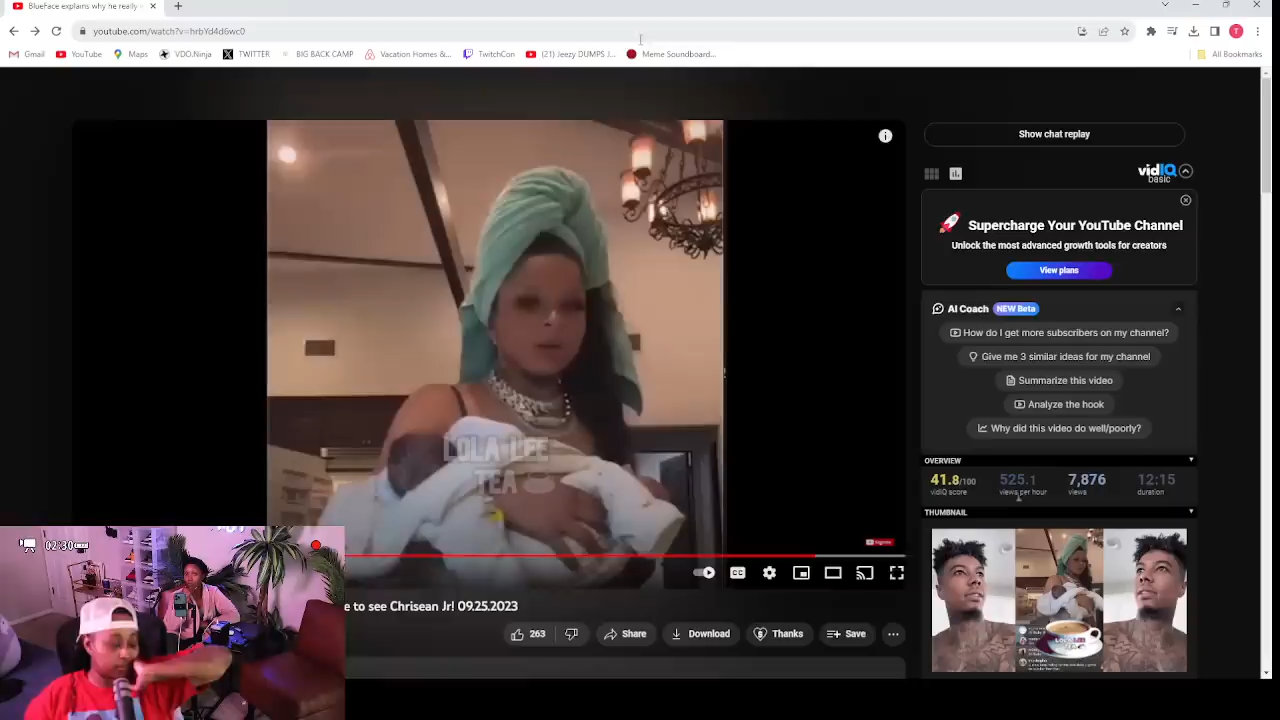 BlueFace explains why he really
youtube.com/watch?v=hrbYd4d6wc0
Gmail
YouTube
Maps
VDO.Ninja
TWITTER
BIG BACK CAMP
Vacation Homes &...
TwitchCon
(21) Jeezy DUMPS J...
Meme Soundboard...
All Bookmarks
Show chat replay
vidIQ
basic
Supercharge Your YouTube Channel
Unlock the most advanced growth tools for creators
View plans
AI Coach NEW Beta
How do I get more subscribers on my channel?
Give me 3 similar ideas for my channel
Summarize this video
Analyze the hook
Why did this video do well/poorly?
OVERVIEW
41.8/100 525.1 7,876 12:15
vidIQ score views per hour views duration
THUMBNAIL
LOLA LEE
TEA
CC
02:30
e to see Chrisean Jr! 09.25.2023
263
Share
Download
Thanks
Save
LOLA LEE
TEA